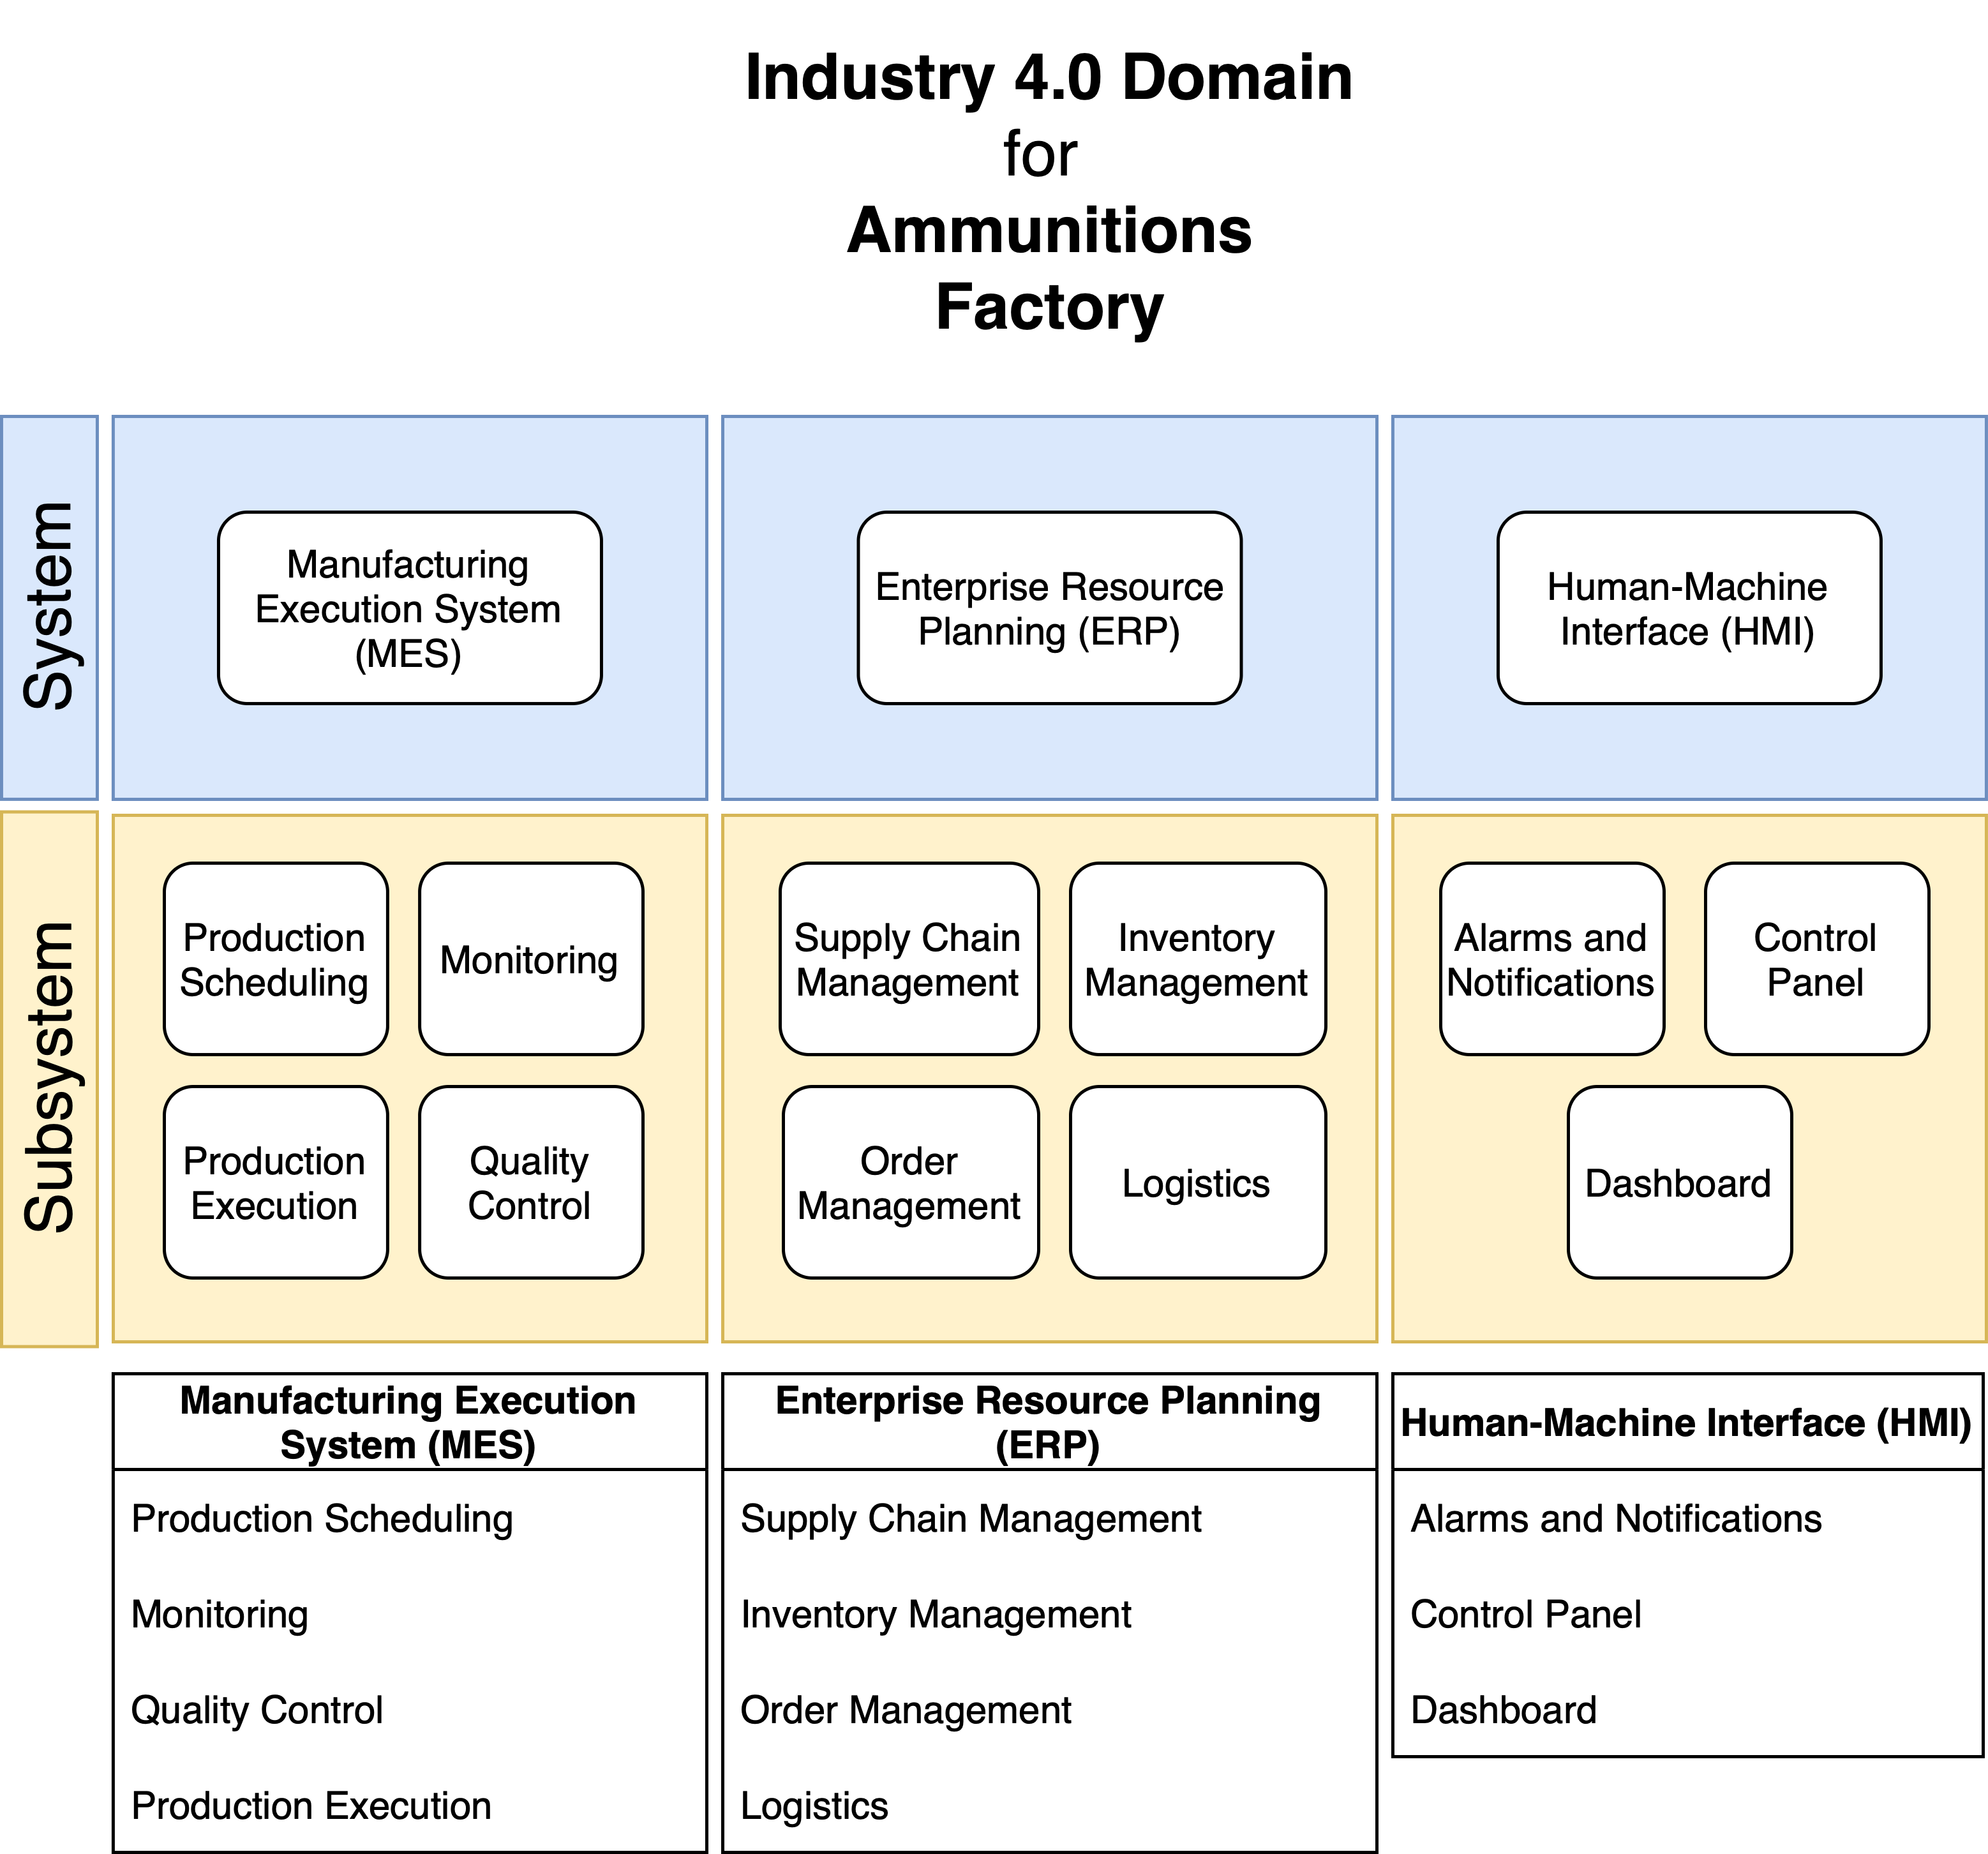 Industry 4.0 Domain
for
Ammunitions
Factory
System
Manufacturing
Execution System
(MES)
Enterprise Resource
Planning (ERP)
Human-Machine
Interface (HMI)
Subsystem
Production
Scheduling
Monitoring
Production
Execution
Quality
Control
Supply Chain
Management
Inventory
Management
Order
Management
Logistics
Alarms and
Notifications
Control
Panel
Dashboard
Manufacturing Execution
System (MES)
Production Scheduling
Monitoring
Quality Control
Production Execution
Enterprise Resource Planning
(ERP)
Supply Chain Management
Inventory Management
Order Management
Logistics
Human-Machine Interface (HMI)
Alarms and Notifications
Control Panel
Dashboard